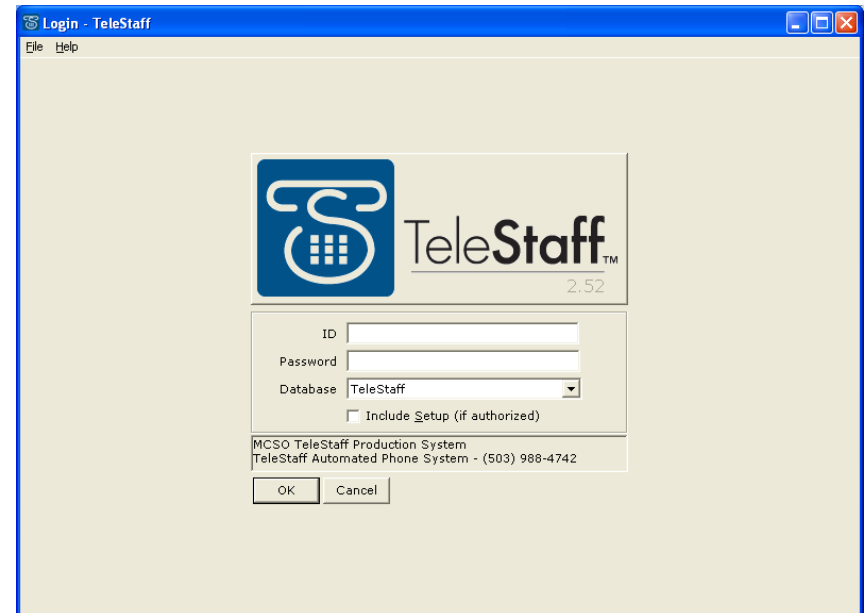 Login - TeleStaff
File Help
TeleStaff™
2.52
ID
Password
Database TeleStaff
Include Setup (if authorized)
MCSO TeleStaff Production System
TeleStaff Automated Phone System - (503) 988-4742
OK Cancel